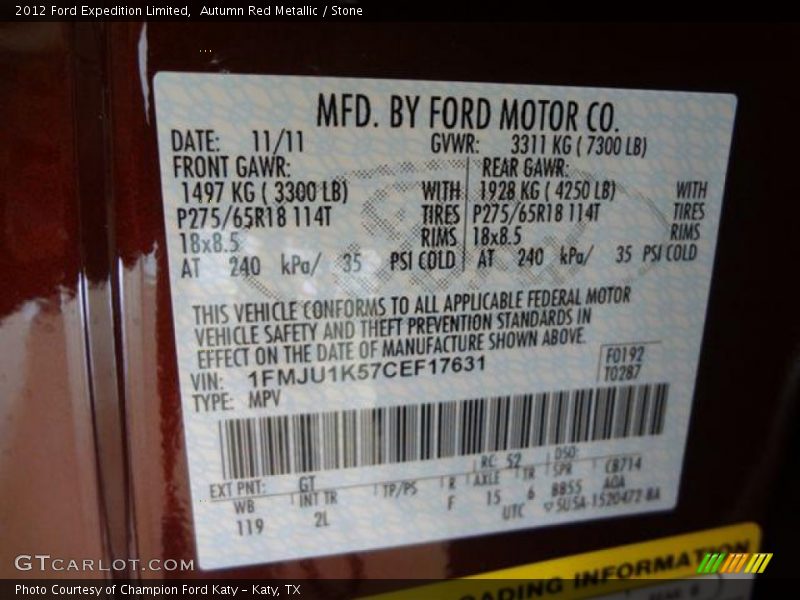 2012 Ford Expedition Limited,  Autumn Red Metallic / Stone
MFD. BY FORD MOTOR CO.
DATE: 11/11 GVWR: 3311 KG ( 7300 LB)
FRONT GAWR: REAR GAWR:
1497 KG ( 3300 LB) WITH 1928 KG ( 4250 LB) WITH
P275/65R18 114T TIRES P275/65R18 114T TIRES
18x8.5 RIMS 18x8.5 RIMS
AT 240 kPa/ 35 PSI COLD AT 240 kPa/ 35 PSI COLD
THIS VEHICLE CONFORMS TO ALL APPLICABLE FEDERAL MOTOR
VEHICLE SAFETY AND THEFT PREVENTION STANDARDS IN
EFFECT ON THE DATE OF MANUFACTURE SHOWN ABOVE.
VIN: 1FMJU1K57CEF17631 F0192
TYPE: MPV T0287
EXT PNT: GT RC: 52 DSO:
WB INT TR TP/PS R AXLE TR SPR CB714
119 2L F 15 6 BB55 AOA
UTC
LOADING INFORMATION
GTCARLOT.COM
Photo Courtesy of Champion Ford Katy - Katy, TX